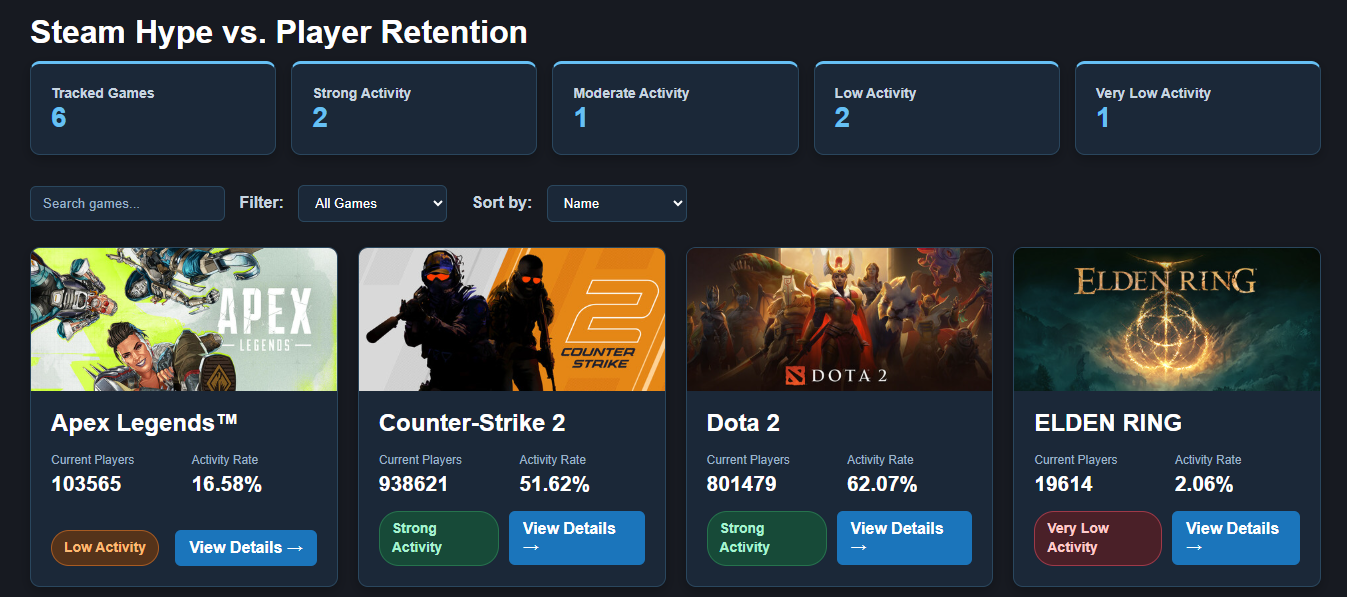 Steam Hype vs. Player Retention
Tracked Games
6
Strong Activity
2
Moderate Activity
1
Low Activity
2
Very Low Activity
1
Search games...
Filter:
All Games
Sort by:
Name
APEX
LEGENDS
2
COUNTER
STRIKE
DOTA 2
ELDEN RING
Apex Legends™
Current Players
Activity Rate
103565
16.58%
Low Activity
View Details →
Counter-Strike 2
Current Players
Activity Rate
938621
51.62%
Strong
Activity
View Details
→
Dota 2
Current Players
Activity Rate
801479
62.07%
Strong
Activity
View Details
→
ELDEN RING
Current Players
Activity Rate
19614
2.06%
Very Low
Activity
View Details
→